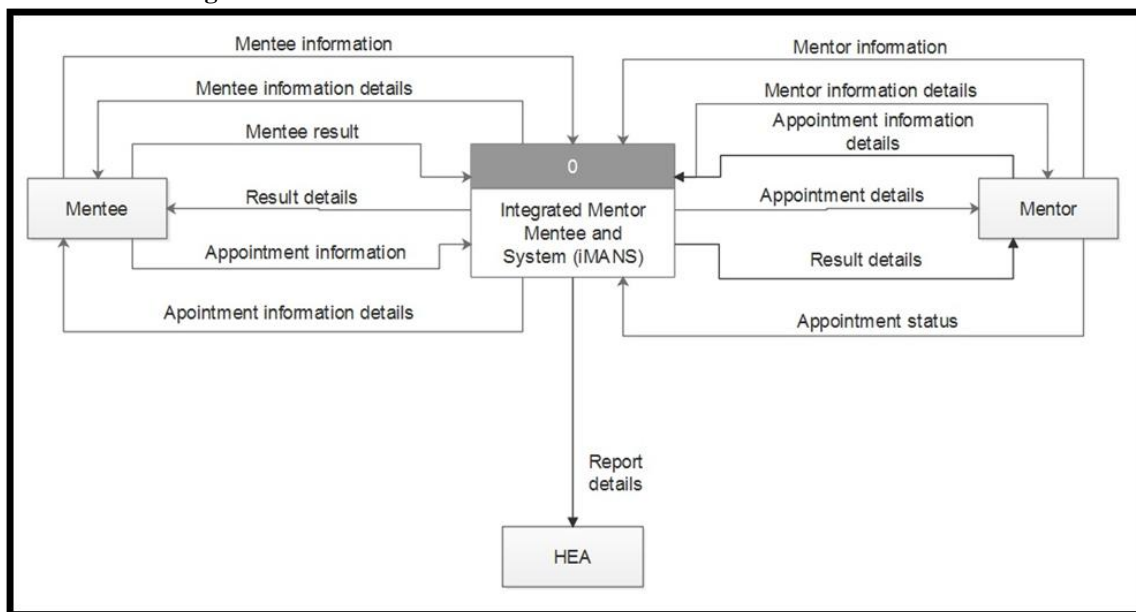 Mentee information
Mentor information
Mentee information details
Mentor information details
Appointment information
details
Mentee result
0
Mentee
Result details
Integrated Mentor
Mentee and
System (iMANS)
Appointment details
Mentor
Appointment information
Result details
Apointment information details
Appointment status
Report
details
HEA